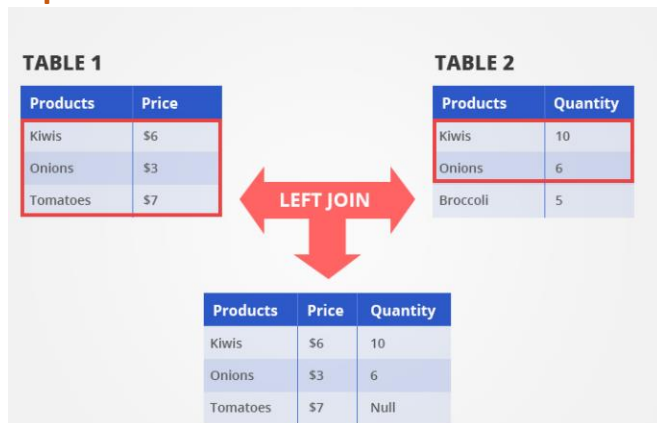 TABLE 1
Products Price
Kiwis $6
Onions $3
Tomatoes $7
TABLE 2
Products Quantity
Kiwis 10
Onions 6
Broccoli 5
LEFT JOIN
Products Price Quantity
Kiwis $6 10
Onions $3 6
Tomatoes $7 Null